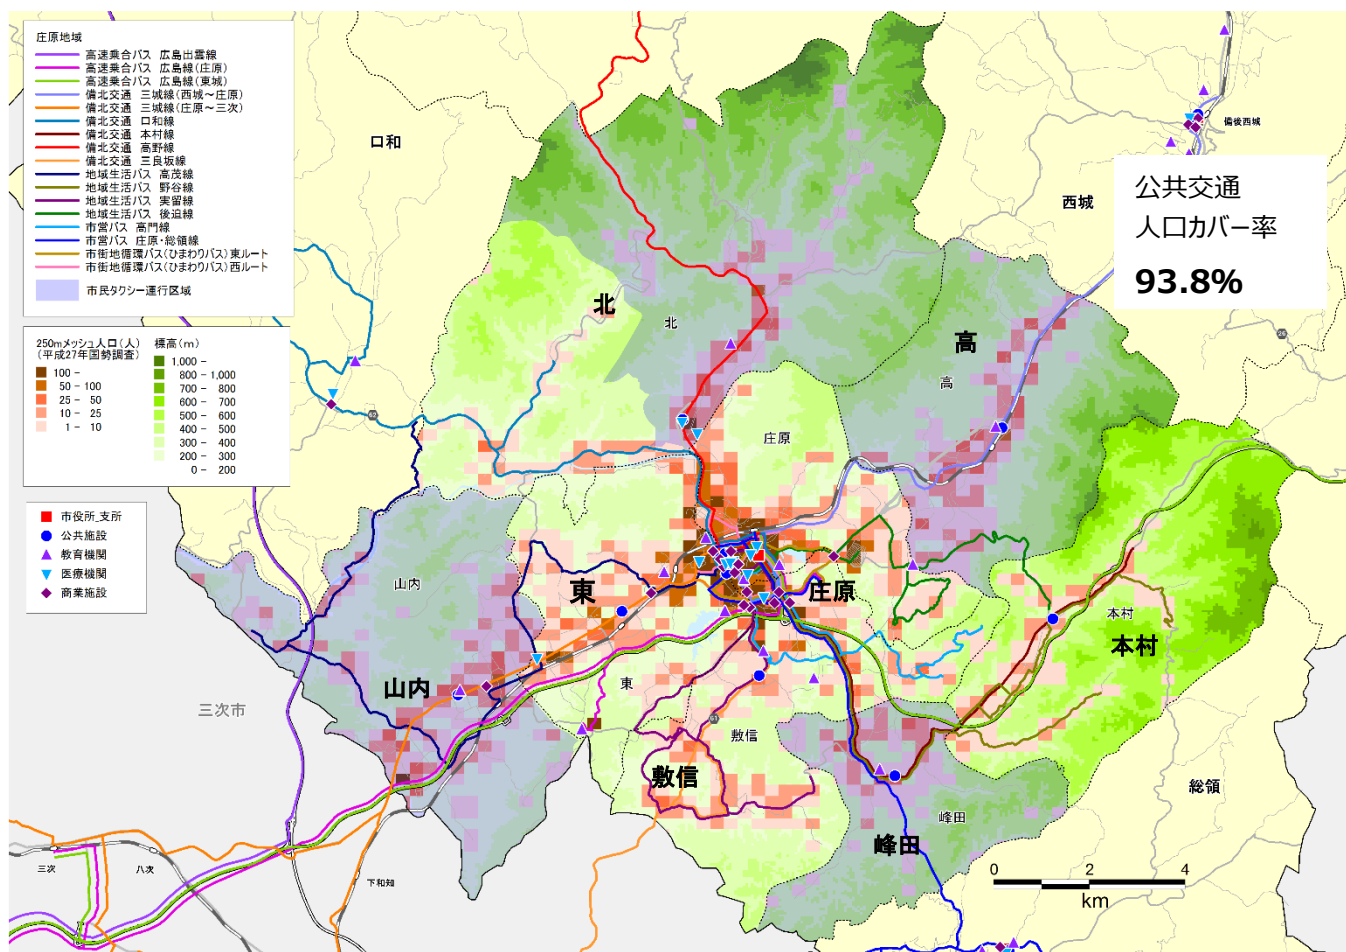 庄原地域
高速乗合バス 広島出雲線
高速乗合バス 広島線(庄原)
高速乗合バス 広島線(東城)
備北交通 三城線(西城～庄原)
備北交通 三城線(庄原～三次)
備北交通 口和線
備北交通 本村線
備北交通 高野線
備北交通 三良坂線
地域生活バス 高茂線
地域生活バス 野谷線
地域生活バス 実留線
地域生活バス 後迫線
市営バス 高門線
市営バス 庄原・総領線
市街地循環バス(ひまわりバス)東ルート
市街地循環バス(ひまわりバス)西ルート
市民タクシー運行区域
250mメッシュ人口(人)
(平成27年国勢調査)
100 -
50 - 100
25 - 50
10 - 25
1 - 10
標高(m)
1,000 -
800 - 1,000
700 - 800
600 - 700
500 - 600
400 - 500
300 - 400
200 - 300
0 - 200
市役所_支所
公共施設
教育機関
医療機関
商業施設
公共交通
人口カバー率
93.8%
口和
西城
備後西城
26
北
北
高
高
62
庄原
庄原
山内
山内
東
東
本村
本村
三次市
敷信
敷信
61
峰田
峰田
総領
三次
八次
下和知
0 2 4
km